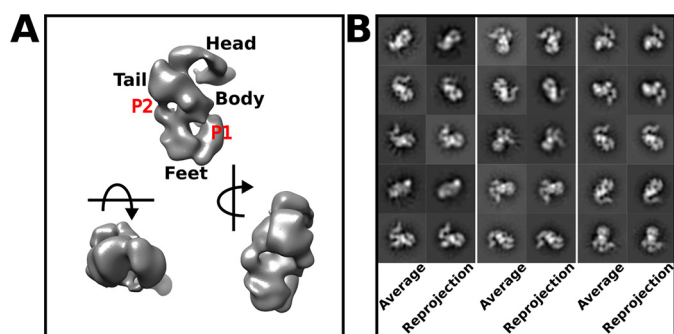 A
Head
Tail
P2
Body
P1
Feet
B
Average
Reprojection
Average
Reprojection
Average
Reprojection